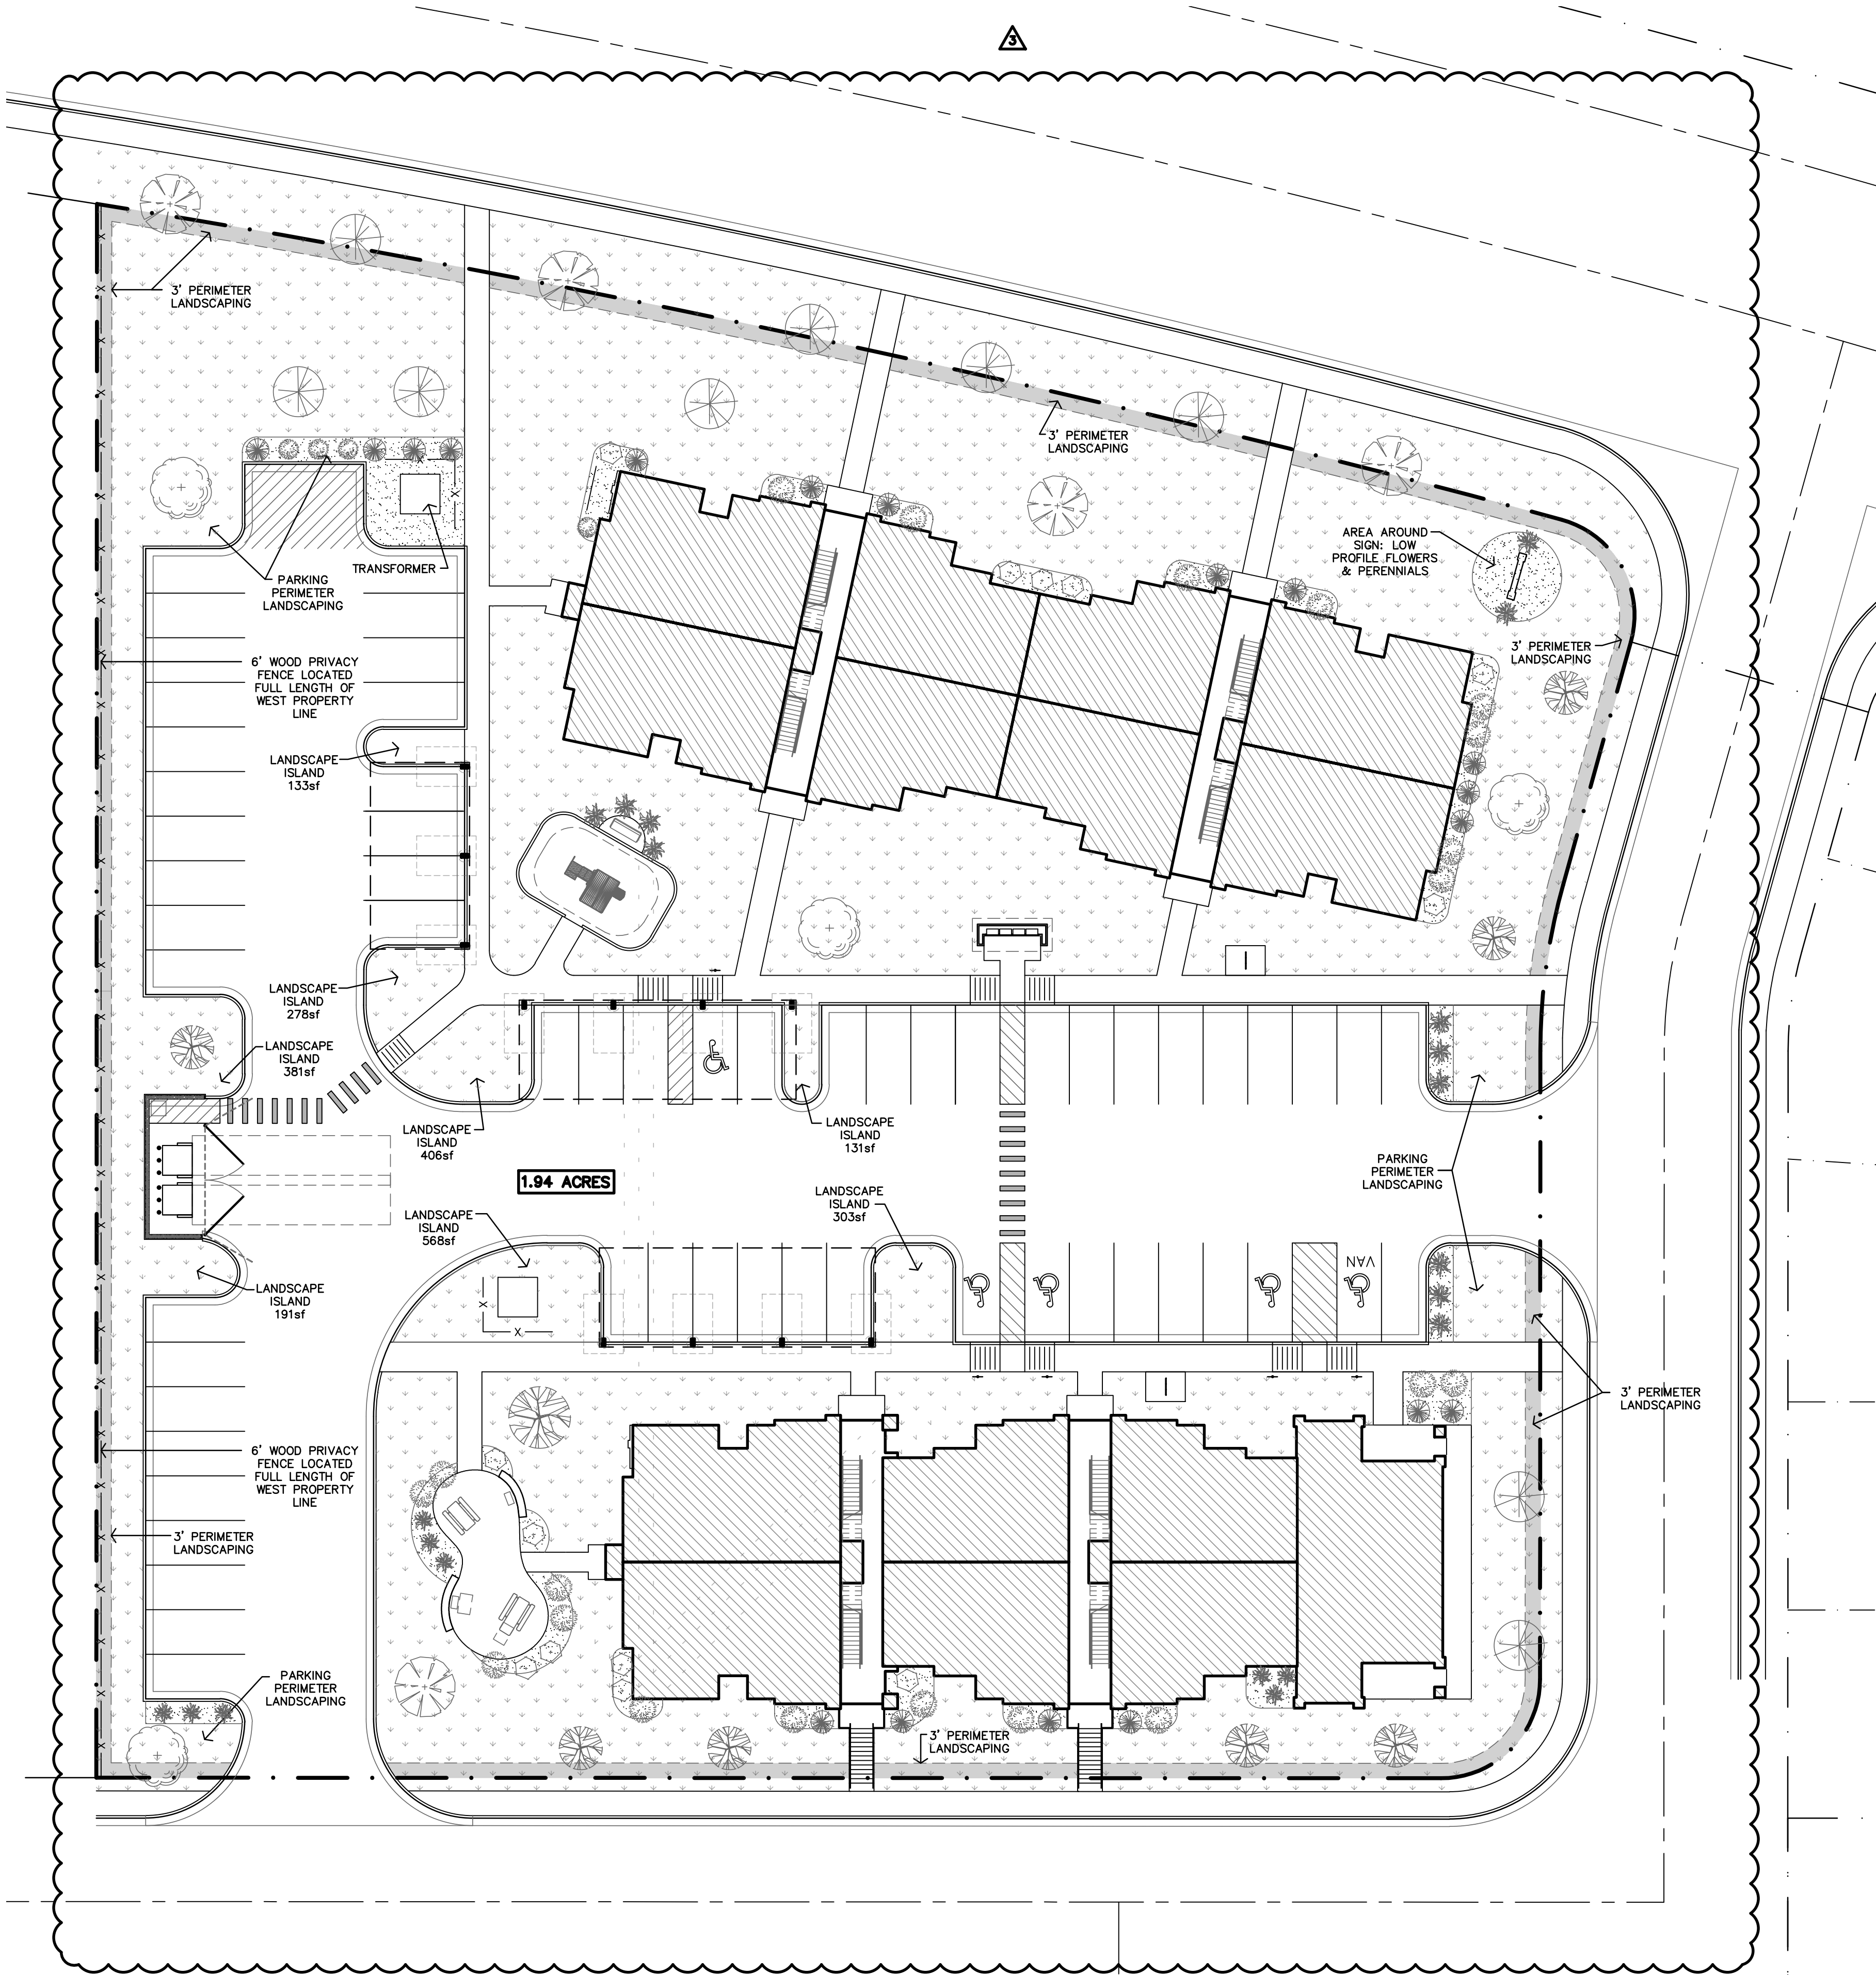 3
3' PERIMETER
LANDSCAPING
3' PERIMETER
LANDSCAPING
AREA AROUND
SIGN: LOW
PROFILE FLOWERS
& PERENNIALS
TRANSFORMER
PARKING
PERIMETER
LANDSCAPING
3' PERIMETER
LANDSCAPING
6' WOOD PRIVACY
FENCE LOCATED
FULL LENGTH OF
WEST PROPERTY
LINE
LANDSCAPE
ISLAND
133sf
LANDSCAPE
ISLAND
278sf
LANDSCAPE
ISLAND
381sf
LANDSCAPE
ISLAND
406sf
LANDSCAPE
ISLAND
131sf
PARKING
PERIMETER
LANDSCAPING
1.94 ACRES
LANDSCAPE
ISLAND
303sf
LANDSCAPE
ISLAND
568sf
VAN
LANDSCAPE
ISLAND
191sf
3' PERIMETER
LANDSCAPING
6' WOOD PRIVACY
FENCE LOCATED
FULL LENGTH OF
WEST PROPERTY
LINE
3' PERIMETER
LANDSCAPING
PARKING
PERIMETER
LANDSCAPING
3' PERIMETER
LANDSCAPING